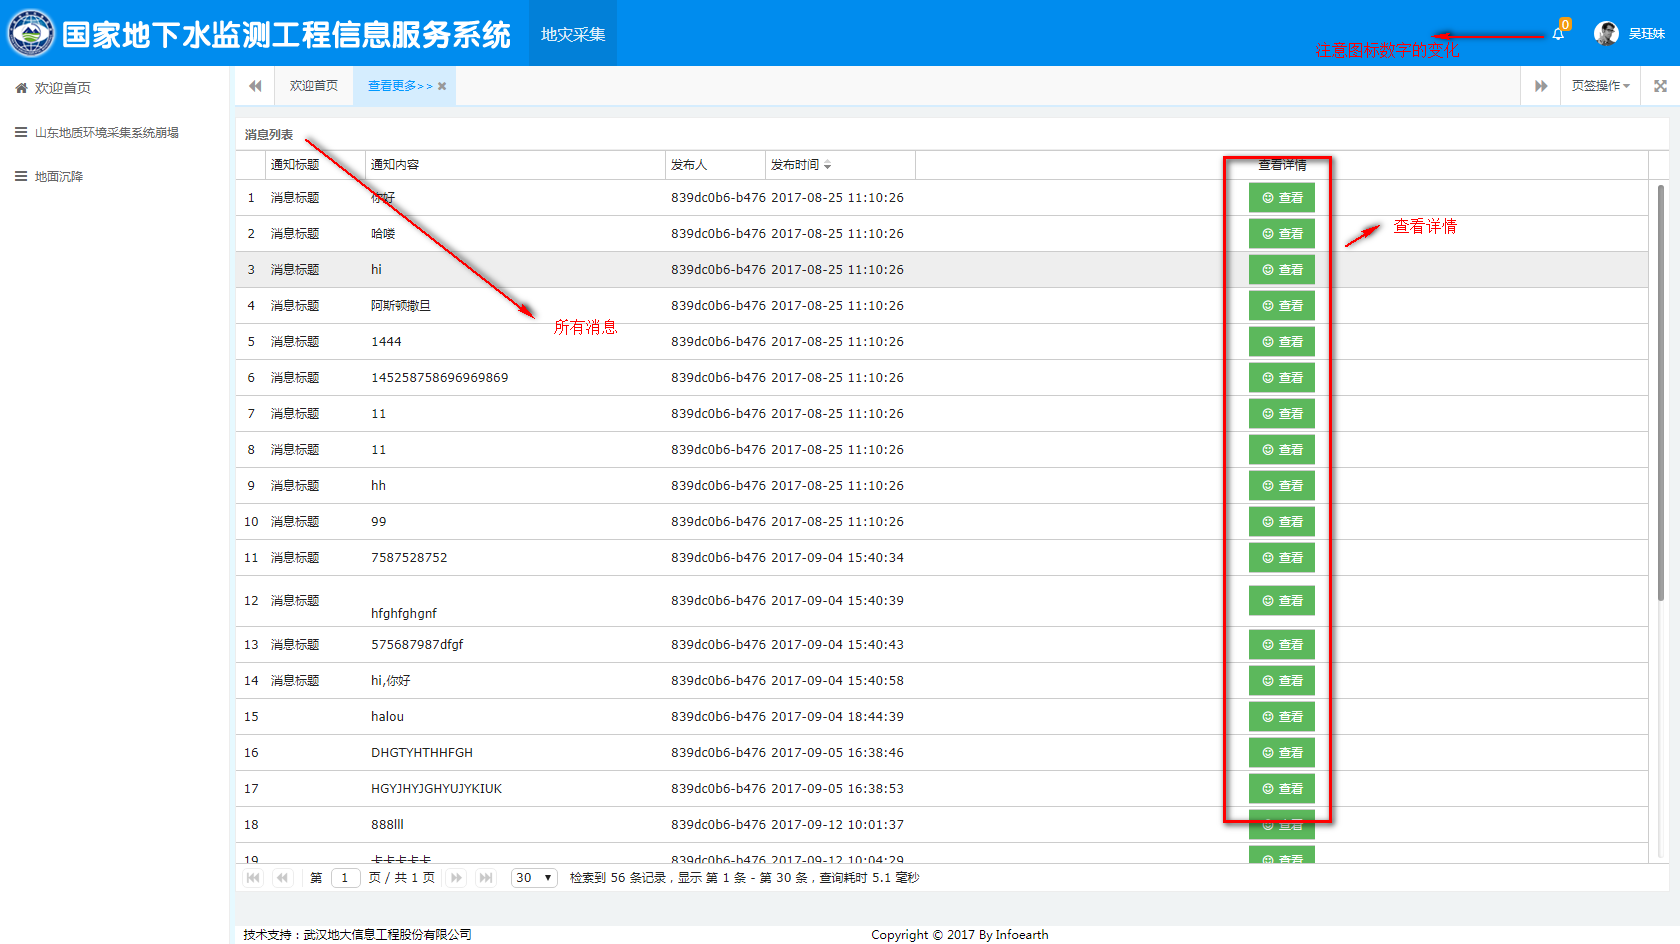 国家地下水监测工程信息服务系统
地灾采集
0
吴珏妹
注意图标数字的变化
欢迎首页
山东地质环境采集系统崩塌
地面沉降
欢迎首页
查看更多>>
页签操作
消息列表
通知标题 通知内容 发布人 发布时间 查看详情
1 消息标题 你好 839dc0b6-b476 2017-08-25 11:10:26 查看
2 消息标题 哈喽 839dc0b6-b476 2017-08-25 11:10:26 查看
查看详情
3 消息标题 hi 839dc0b6-b476 2017-08-25 11:10:26 查看
4 消息标题 阿斯顿撒旦 839dc0b6-b476 2017-08-25 11:10:26 查看
所有消息
5 消息标题 1444 839dc0b6-b476 2017-08-25 11:10:26 查看
6 消息标题 145258758696969869 839dc0b6-b476 2017-08-25 11:10:26 查看
7 消息标题 11 839dc0b6-b476 2017-08-25 11:10:26 查看
8 消息标题 11 839dc0b6-b476 2017-08-25 11:10:26 查看
9 消息标题 hh 839dc0b6-b476 2017-08-25 11:10:26 查看
10 消息标题 99 839dc0b6-b476 2017-08-25 11:10:26 查看
11 消息标题 7587528752 839dc0b6-b476 2017-09-04 15:40:34 查看
12 消息标题 hfghfghgnf 839dc0b6-b476 2017-09-04 15:40:39 查看
13 消息标题 575687987dfgf 839dc0b6-b476 2017-09-04 15:40:43 查看
14 消息标题 hi,你好 839dc0b6-b476 2017-09-04 15:40:58 查看
15 halou 839dc0b6-b476 2017-09-04 18:44:39 查看
16 DHGTYHTHHFGH 839dc0b6-b476 2017-09-05 16:38:46 查看
17 HGYJHYJGHYUJYKIUK 839dc0b6-b476 2017-09-05 16:38:53 查看
18 888lll 839dc0b6-b476 2017-09-12 10:01:37 查看
19 卡卡卡卡卡 839dc0b6-b476 2017-09-12 10:04:29 查看
第 1 页 / 共 1 页 30 检索到 56 条记录，显示 第 1 条 - 第 30 条，查询耗时 5.1 毫秒
技术支持：武汉地大信息工程股份有限公司
Copyright © 2017 By Infoearth